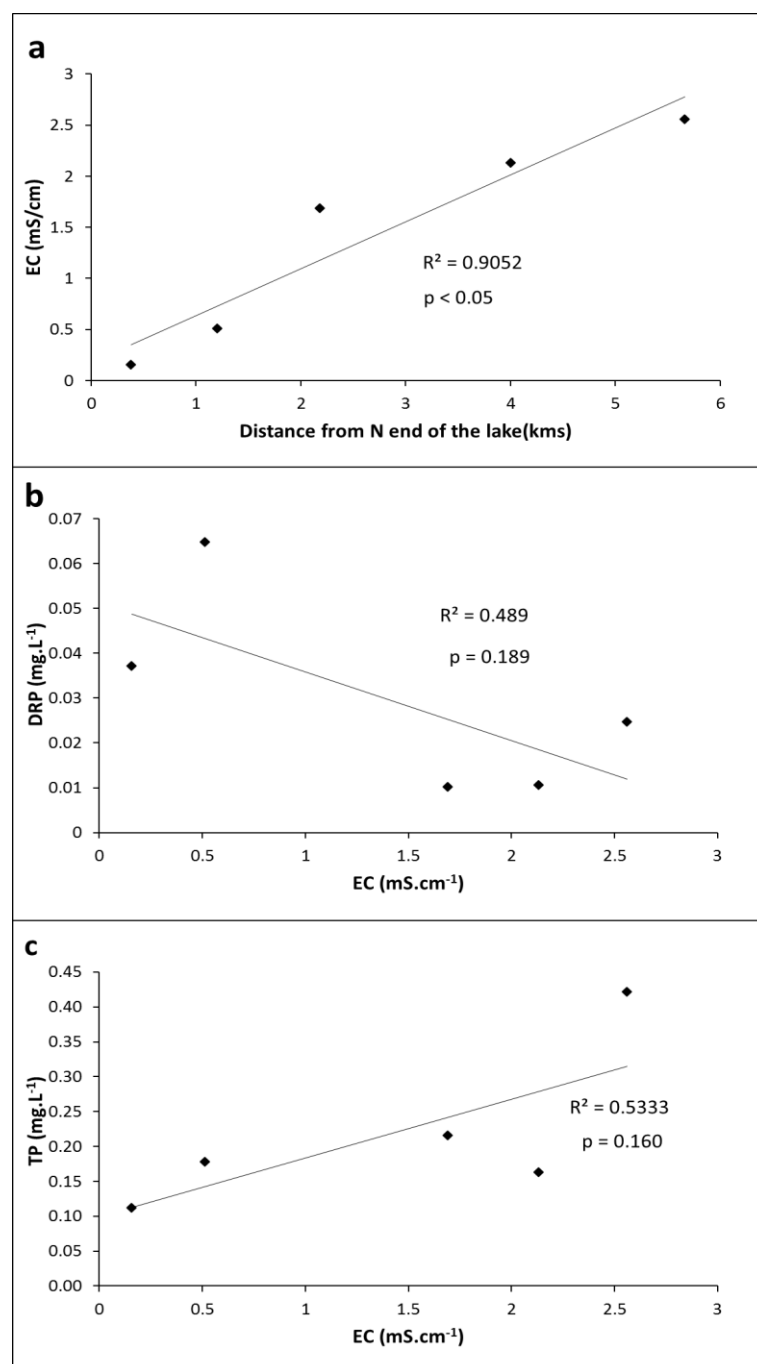 a
3
2.5
2
1.5
1
0.5
0
EC (mS/cm)
R² = 0.9052
p < 0.05
0 1 2 3 4 5 6
Distance from N end of the lake(kms)
b
0.07
0.06
0.05
0.04
0.03
0.02
0.01
0
DRP (mg.L⁻¹)
R² = 0.489
p = 0.189
0 0.5 1 1.5 2 2.5 3
EC (mS.cm⁻¹)
c
0.45
0.40
0.35
0.30
0.25
0.20
0.15
0.10
0.05
0.00
TP (mg.L⁻¹)
R² = 0.5333
p = 0.160
0 0.5 1 1.5 2 2.5 3
EC (mS.cm⁻¹)